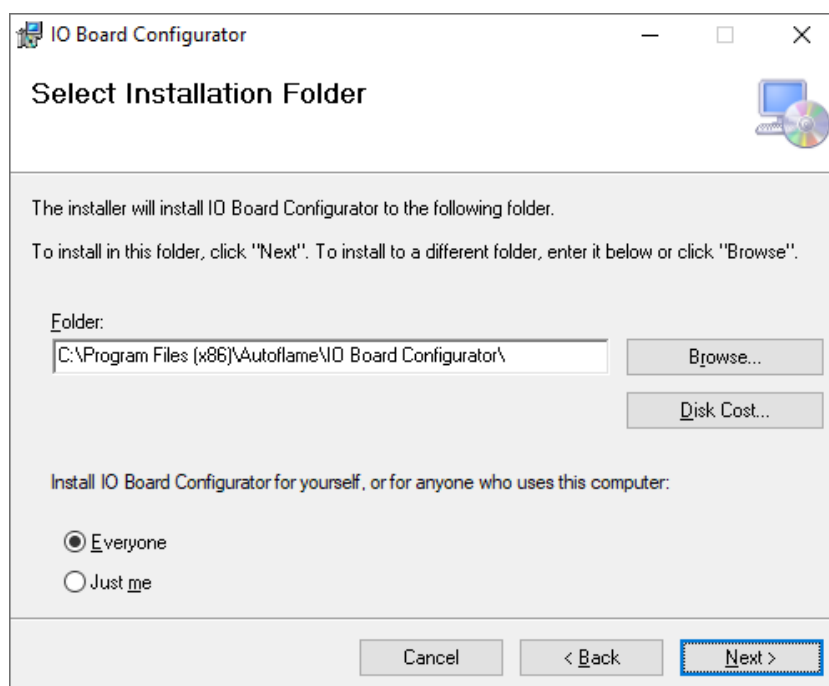 IO Board Configurator
Select Installation Folder
The installer will install IO Board Configurator to the following folder.
To install in this folder, click "Next". To install to a different folder, enter it below or click "Browse".
Folder:
C:\Program Files (x86)\Autoflame\IO Board Configurator\
Browse...
Disk Cost...
Install IO Board Configurator for yourself, or for anyone who uses this computer:
Everyone
Just me
Cancel
< Back
Next >